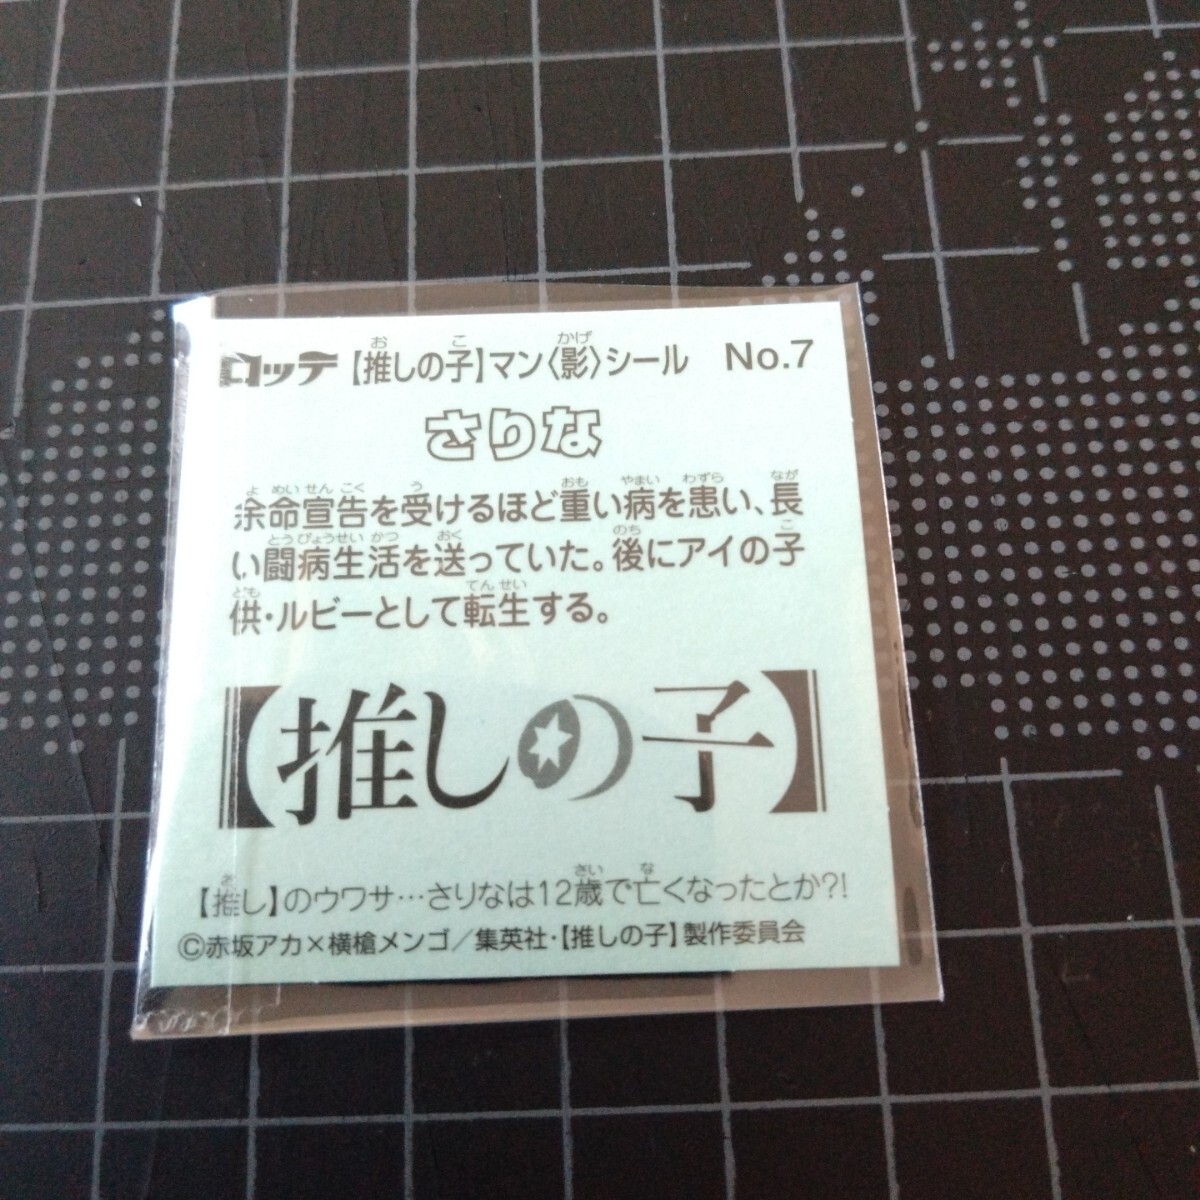 ロッテ 【推しの子】マン〈影〉シール No.7
さりな
余命宣告を受けるほど重い病を患い、長
い闘病生活を送っていた。後にアイの子
供・ルビーとして転生する。
【推しの子】
【推し】のウワサ…さりなは12歳で亡くなったとか?!
©赤坂アカ×横槍メンゴ／集英社・【推しの子】製作委員会